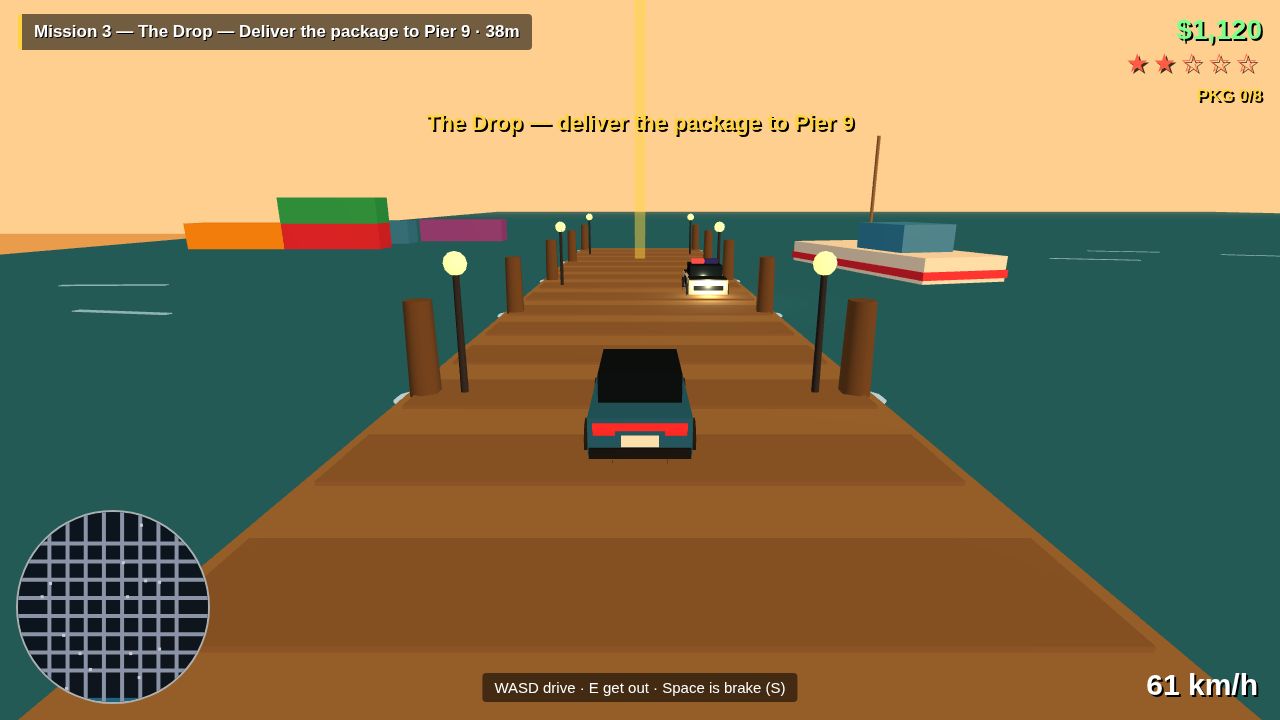 Mission 3 — The Drop — Deliver the package to Pier 9 · 38m
$1,120
PKG 0/8
The Drop — deliver the package to Pier 9
WASD drive · E get out · Space is brake (S)
61 km/h